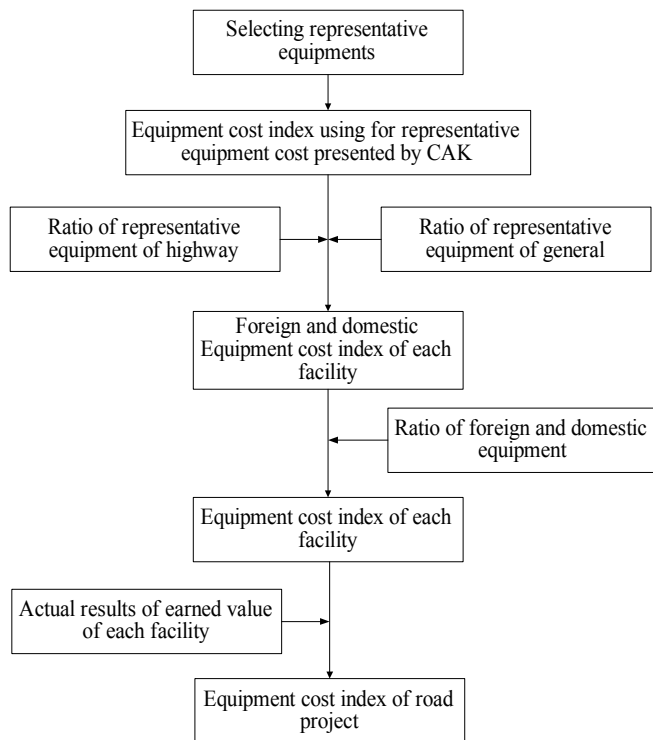 Selecting representative
equipments
Equipment cost index using for representative
equipment cost presented by CAK
Ratio of representative
equipment of highway
Ratio of representative
equipment of general
Foreign and domestic
Equipment cost index of each
facility
Ratio of foreign and domestic
equipment
Equipment cost index of each
facility
Actual results of earned value
of each facility
Equipment cost index of road
project